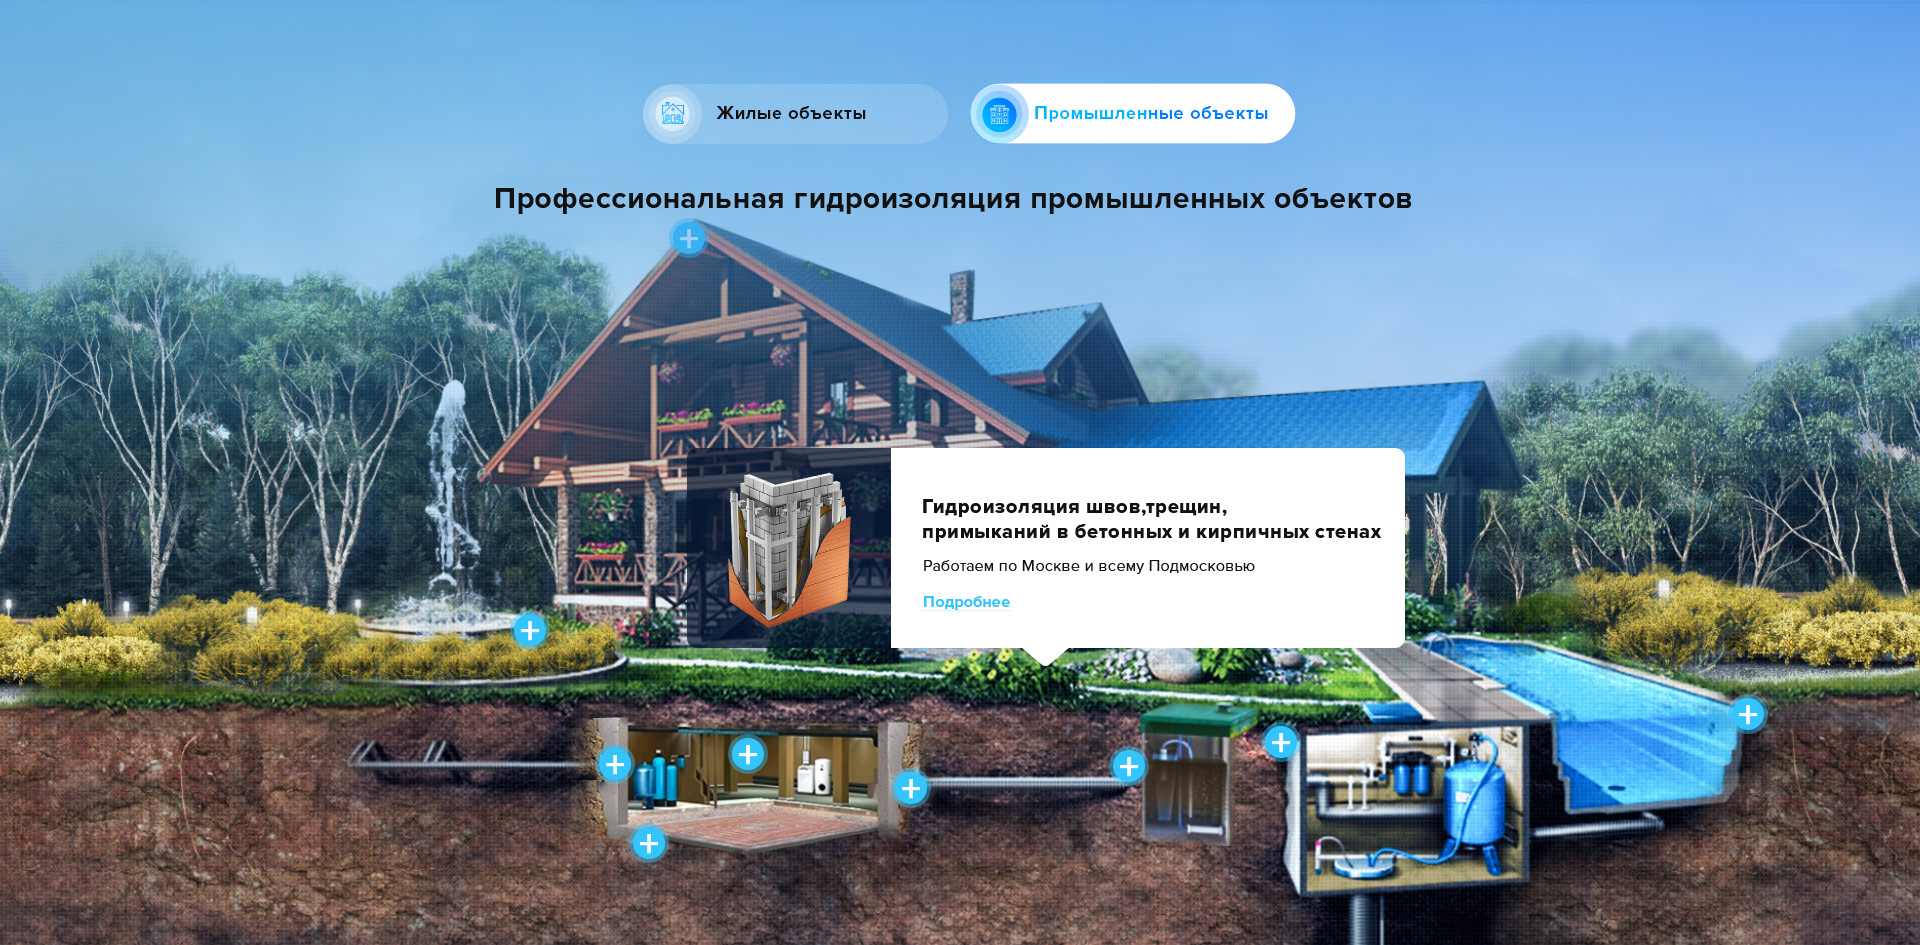 Жилые объекты
Промышленные объекты
Профессиональная гидроизоляция промышленных объектов
Гидроизоляция швов,трещин,
примыканий в бетонных и кирпичных стенах
Работаем по Москве и всему Подмосковью
Подробнее